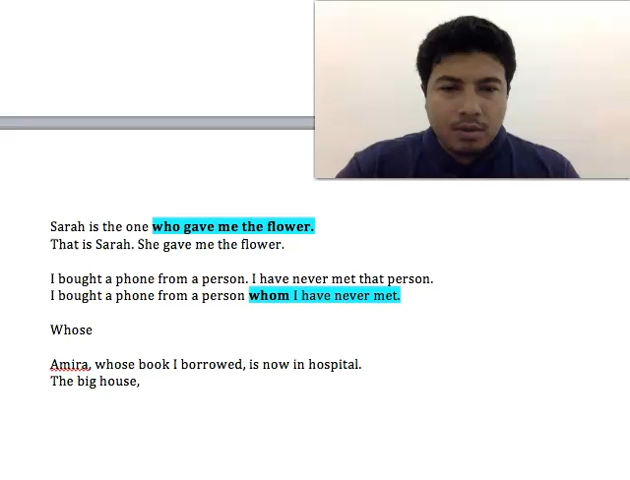 Sarah is the one who gave me the flower.
That is Sarah. She gave me the flower.
I bought a phone from a person. I have never met that person.
I bought a phone from a person whom I have never met.
Whose
Amira, whose book I borrowed, is now in hospital.
The big house,